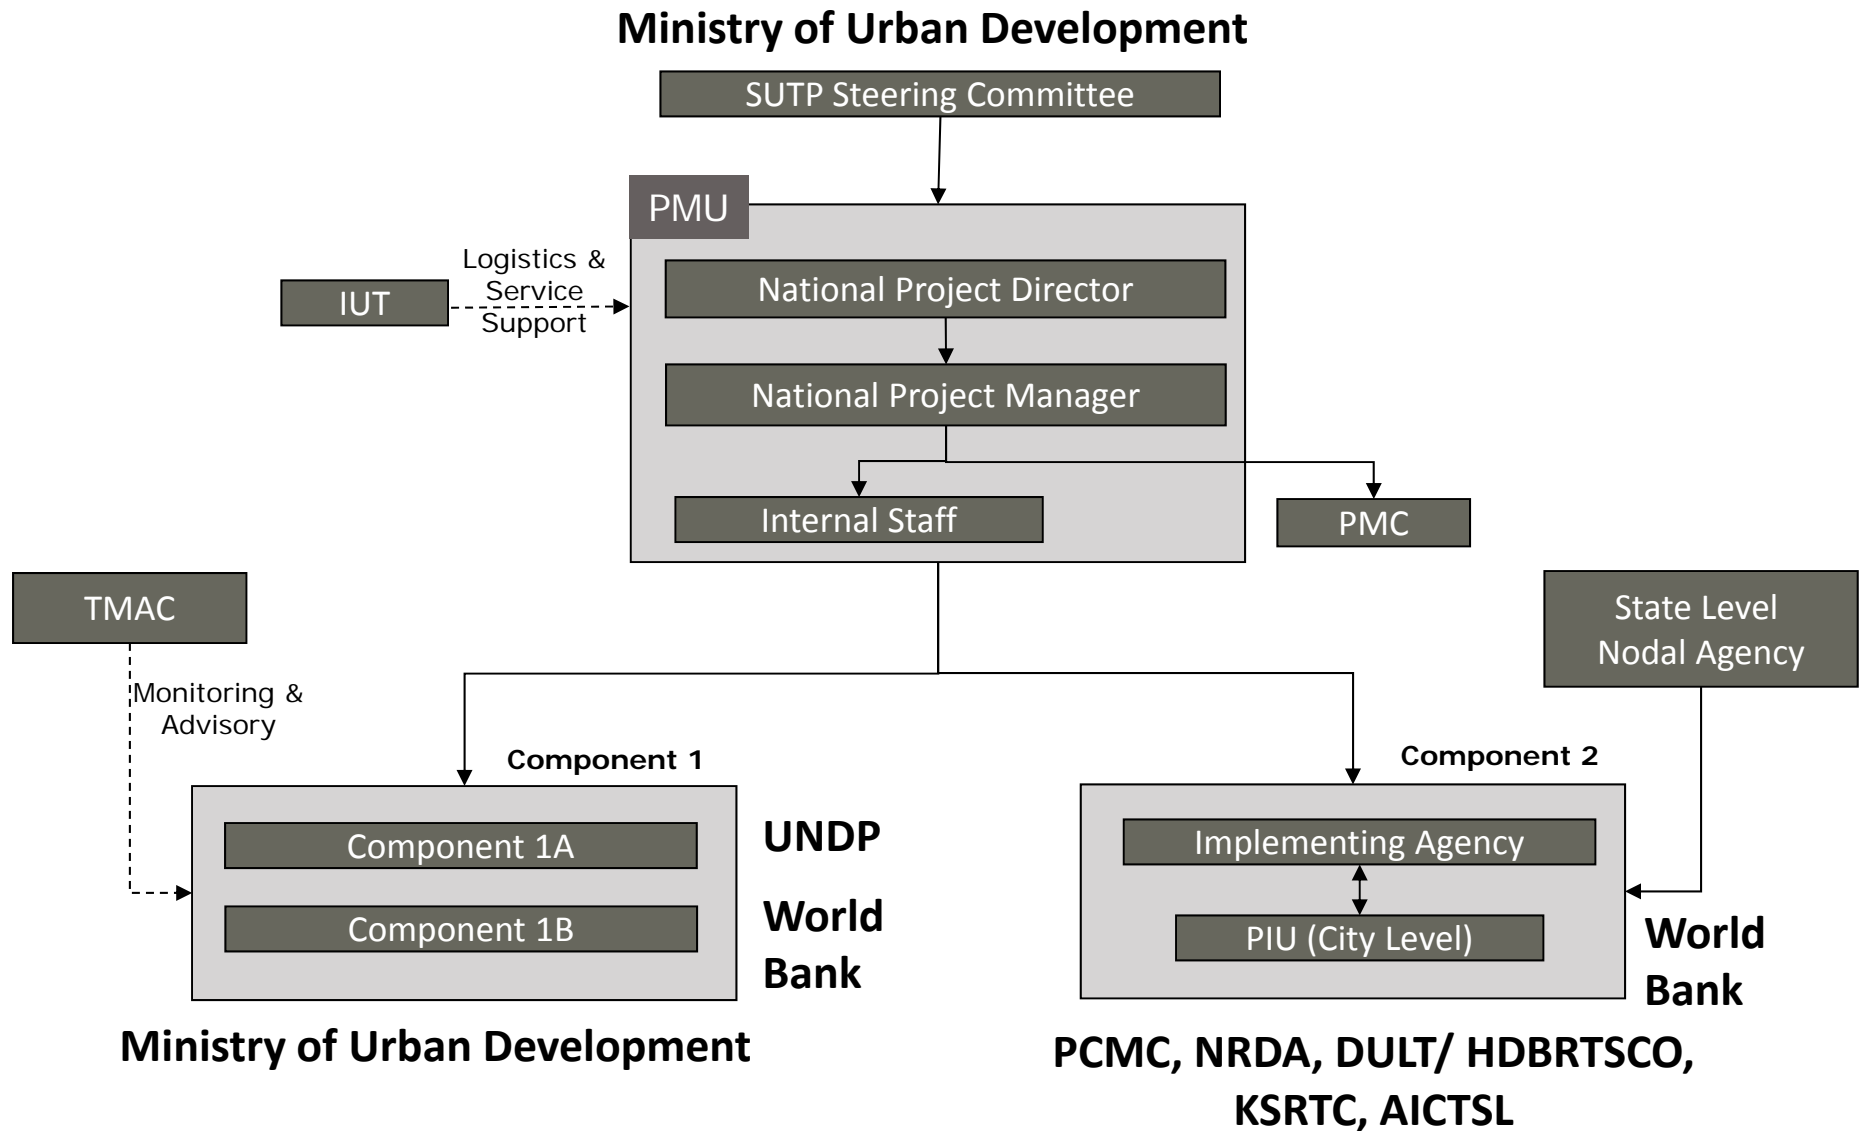 Ministry of Urban Development
SUTP Steering Committee
PMU
Logistics &
Service
Support
IUT
National Project Director
National Project Manager
Internal Staff
PMC
TMAC
State Level
Nodal Agency
Monitoring &
Advisory
Component 1
Component 2
Component 1A
UNDP
Component 1B
World
Bank
Implementing Agency
PIU (City Level)
World
Bank
Ministry of Urban Development
PCMC, NRDA, DULT/ HDBRTSCO,
KSRTC, AICTSL